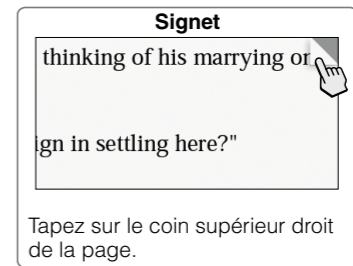 Signet
thinking of his marrying or
ign in settling here?"
Tapez sur le coin supérieur droit
de la page.